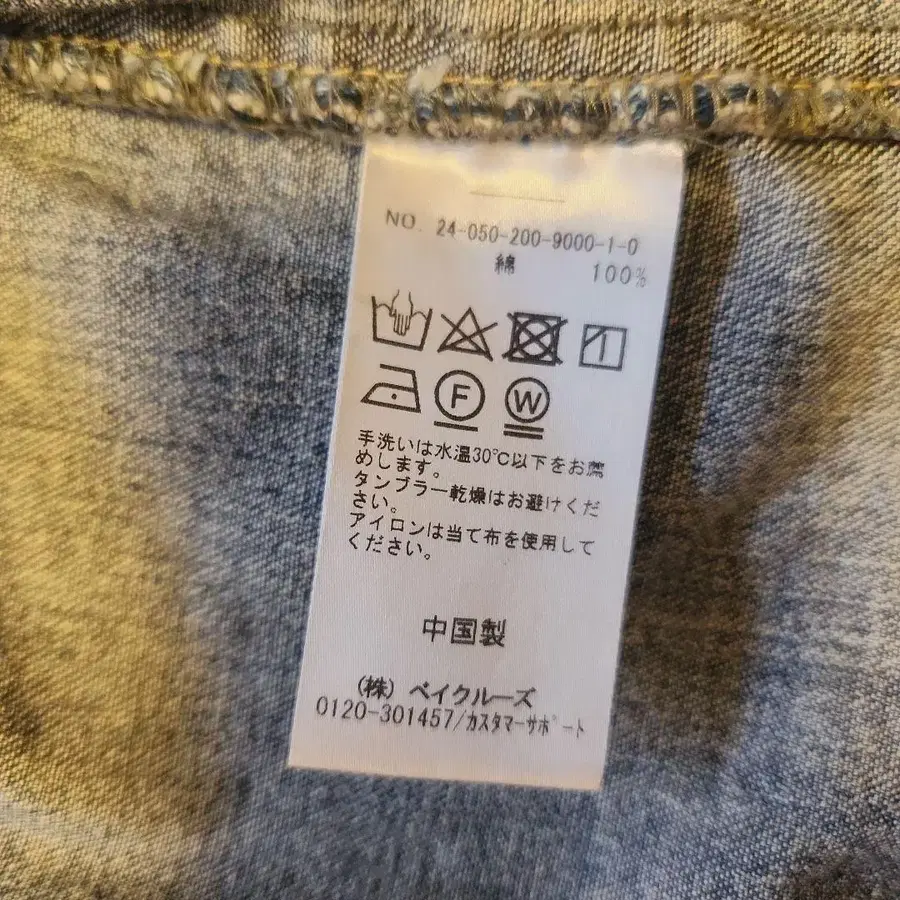 NO. 24-050-200-9000-1-0
綿 100%
F W
手洗いは水温30℃以下をお薦
めします。
タンブラー乾燥はお避けくだ
さい。
アイロンは当て布を使用して
ください。
中国製
(株) ベイクルーズ
0120-301457/カスタマーサポート